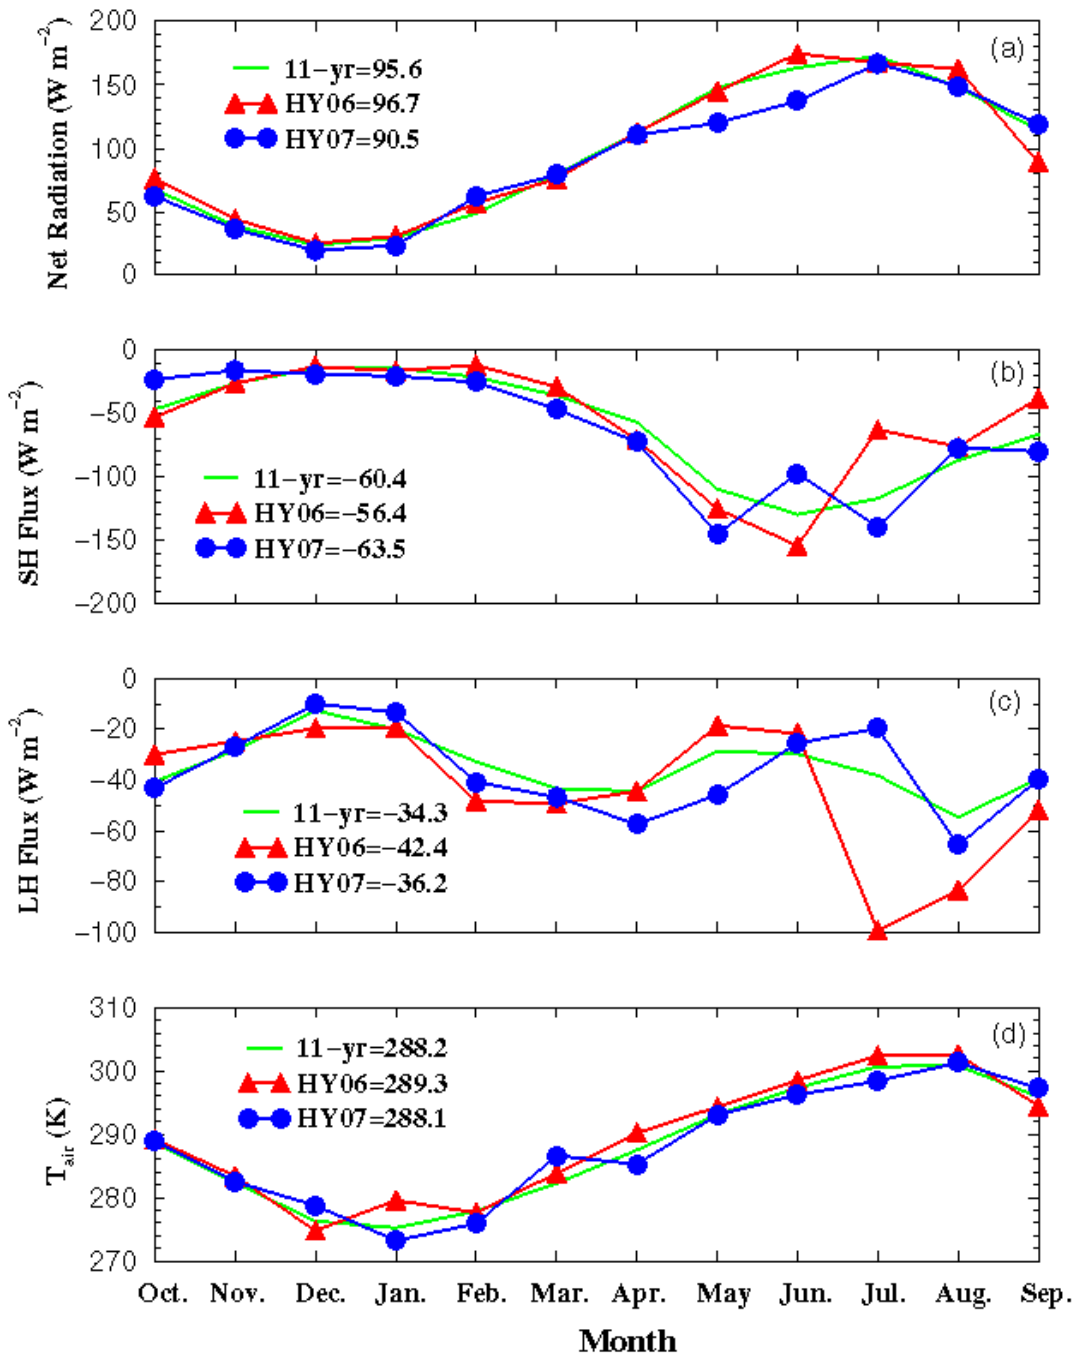 200
150
100
50
0
Net Radiation (W m−2)
(a)
11−yr=95.6
HY06=96.7
HY07=90.5
0
−50
−100
−150
−200
SH Flux (W m−2)
(b)
11−yr=−60.4
HY06=−56.4
HY07=−63.5
0
−20
−40
−60
−80
−100
LH Flux (W m−2)
(c)
11−yr=−34.3
HY06=−42.4
HY07=−36.2
310
300
290
280
270
Tair (K)
(d)
11−yr=288.2
HY06=289.3
HY07=288.1
Oct. Nov. Dec. Jan. Feb. Mar. Apr. May Jun. Jul. Aug. Sep.
Month